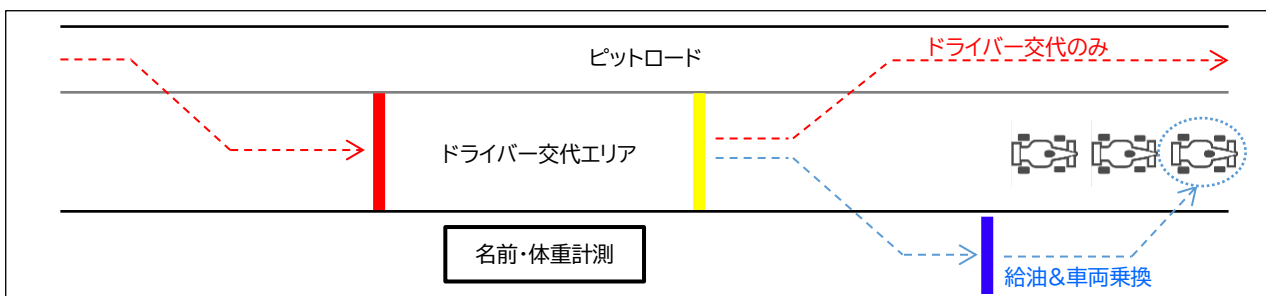 ドライバー交代のみ
ピットロード
ドライバー交代エリア
名前・体重計測
給油&車両乗換